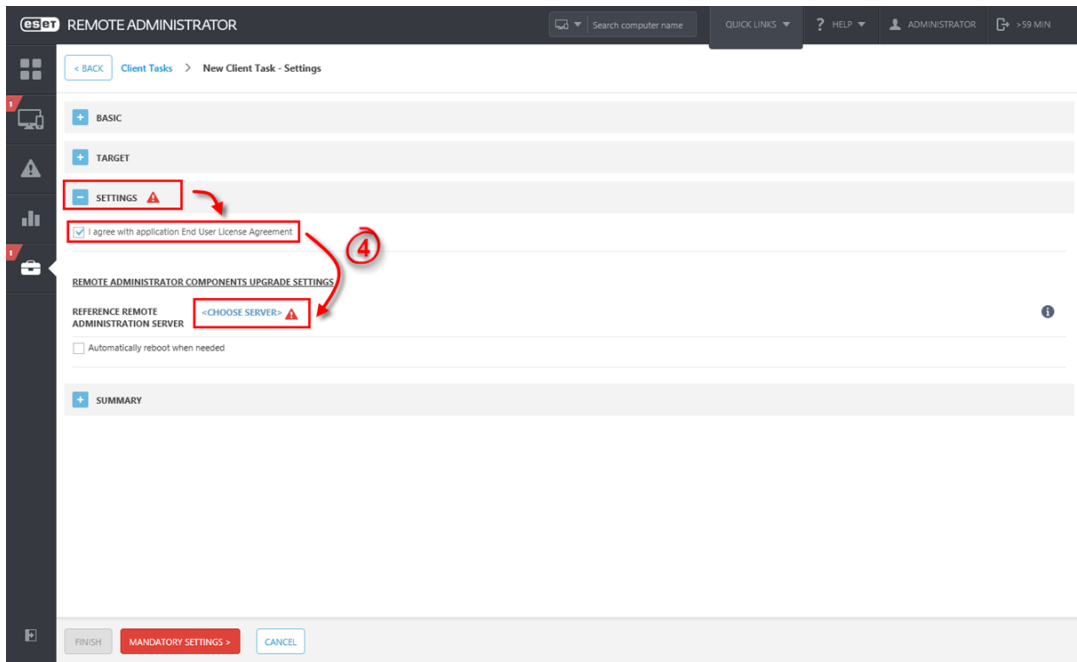 eset REMOTE ADMINISTRATOR Search computer name QUICK LINKS ? HELP ADMINISTRATOR >59 MIN
< BACK Client Tasks > New Client Task - Settings
1
+ BASIC
+ TARGET
- SETTINGS
I agree with application End User License Agreement
4
1
REMOTE ADMINISTRATOR COMPONENTS UPGRADE SETTINGS
REFERENCE REMOTE
ADMINISTRATION SERVER
<CHOOSE SERVER>
Automatically reboot when needed
+ SUMMARY
FINISH MANDATORY SETTINGS > CANCEL